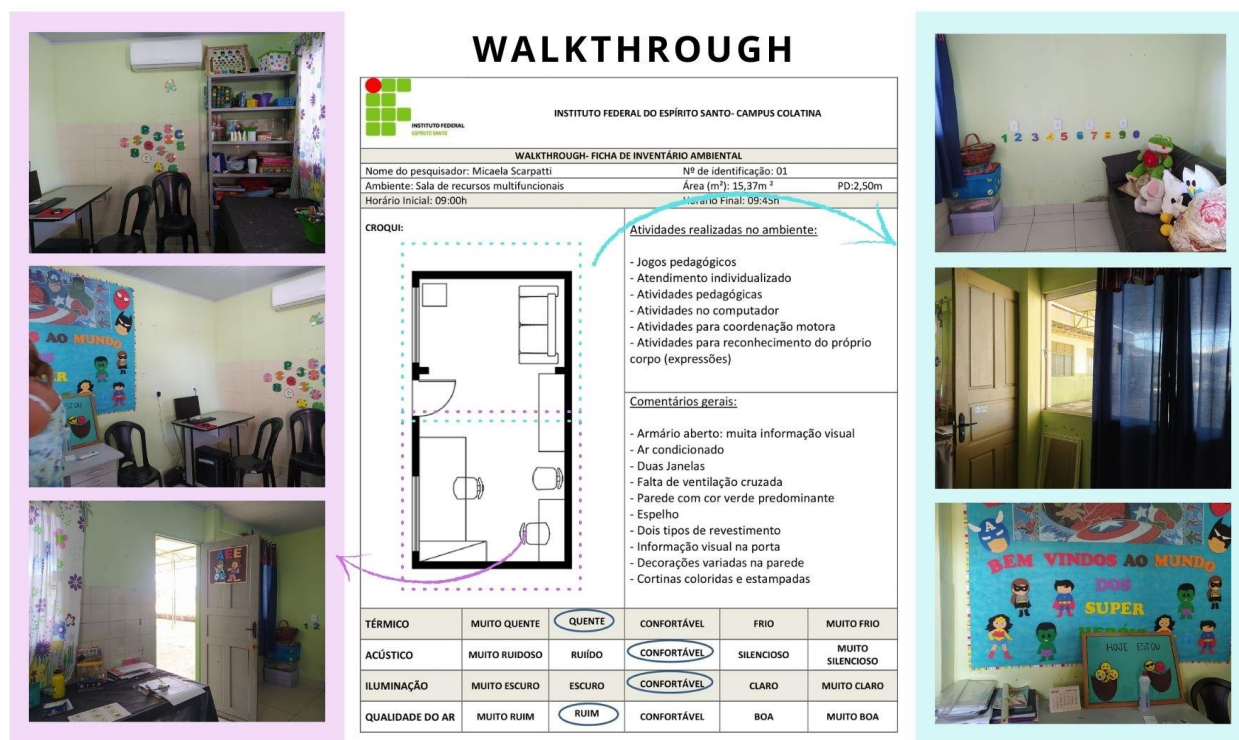 WALKTHROUGH
INSTITUTO FEDERAL
ESPÍRITO SANTO
INSTITUTO FEDERAL DO ESPÍRITO SANTO- CAMPUS COLATINA
WALKTHROUGH- FICHA DE INVENTÁRIO AMBIENTAL
Nome do pesquisador: Micaela Scarpatti Nº de identificação: 01
Ambiente: Sala de recursos multifuncionais Área (m²): 15,37m ² PD:2,50m
Horário Inicial: 09:00h Horário Final: 09:45h
CROQUI:
Atividades realizadas no ambiente:
- Jogos pedagógicos
- Atendimento individualizado
- Atividades pedagógicas
- Atividades no computador
- Atividades para coordenação motora
- Atividades para reconhecimento do próprio
corpo (expressões)
Comentários gerais:
- Armário aberto: muita informação visual
- Ar condicionado
- Duas Janelas
- Falta de ventilação cruzada
- Parede com cor verde predominante
- Espelho
- Dois tipos de revestimento
- Informação visual na porta
- Decorações variadas na parede
- Cortinas coloridas e estampadas
TÉRMICO MUITO QUENTE QUENTE CONFORTÁVEL FRIO MUITO FRIO
ACÚSTICO MUITO RUIDOSO RUIÍDO CONFORTÁVEL SILENCIOSO MUITO SILENCIOSO
ILUMINAÇÃO MUITO ESCURO ESCURO CONFORTÁVEL CLARO MUITO CLARO
QUALIDADE DO AR MUITO RUIM RUIM CONFORTÁVEL BOA MUITO BOA
S AO MUNDO
ER
ESTOU
AEE
1 2
1 2 3 4 5 6 7 8 9 0
BEM VINDOS AO MUNDO
DOS
SUPER
HERÓIS
HOJE ESTOU